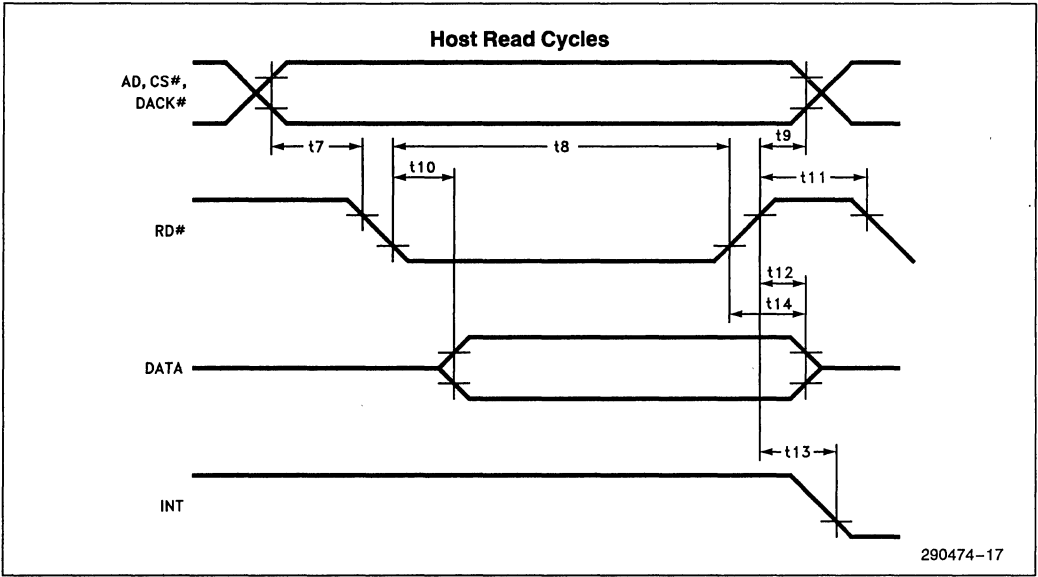 Host Read Cycles
AD, CS#,
DACK#
t7
t8
t9
t10
t11
RD#
t12
t14
DATA
t13
INT
290474-17